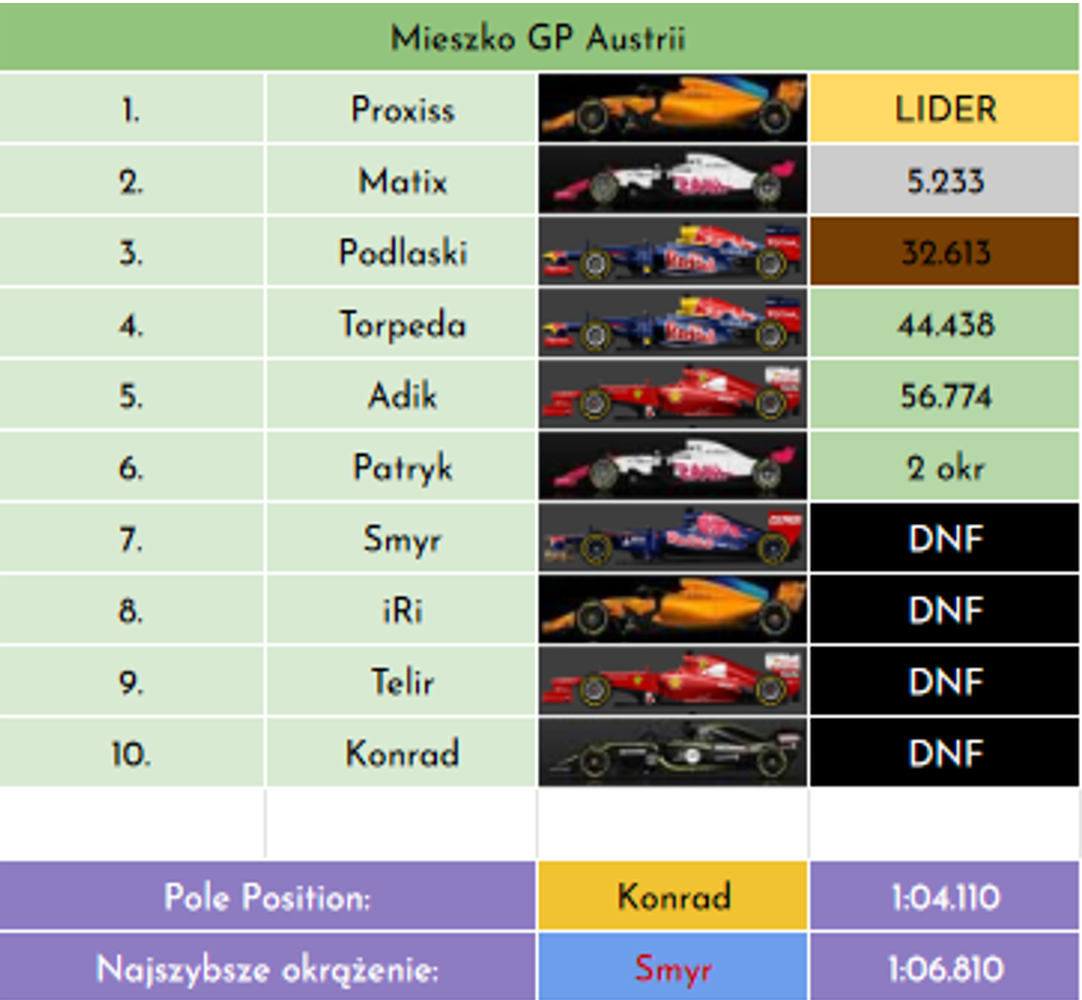 Mieszko GP Austrii
1. Proxiss LIDER
2. Matix 5.233
3. Podlaski 32.613
4. Torpeda 44.438
5. Adik 56.774
6. Patryk 2 okr
7. Smyr DNF
8. iRi DNF
9. Telir DNF
10. Konrad DNF
Pole Position: Konrad 1:04.110
Najszybsze okrążenie: Smyr 1:06.810